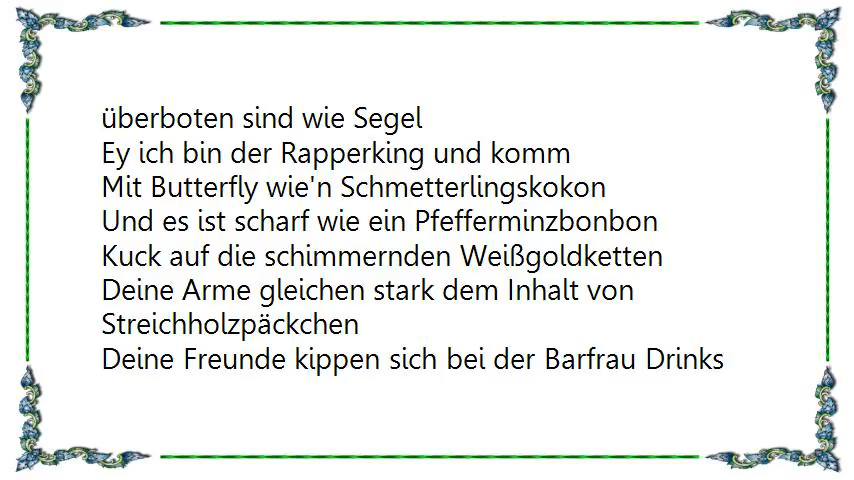 überboten sind wie Segel
Ey ich bin der Rapperking und komm
Mit Butterfly wie'n Schmetterlingskokon
Und es ist scharf wie ein Pfefferminzbonbon
Kuck auf die schimmernden Weißgoldketten
Deine Arme gleichen stark dem Inhalt von
Streichholzpäckchen
Deine Freunde kippen sich bei der Barfrau Drinks